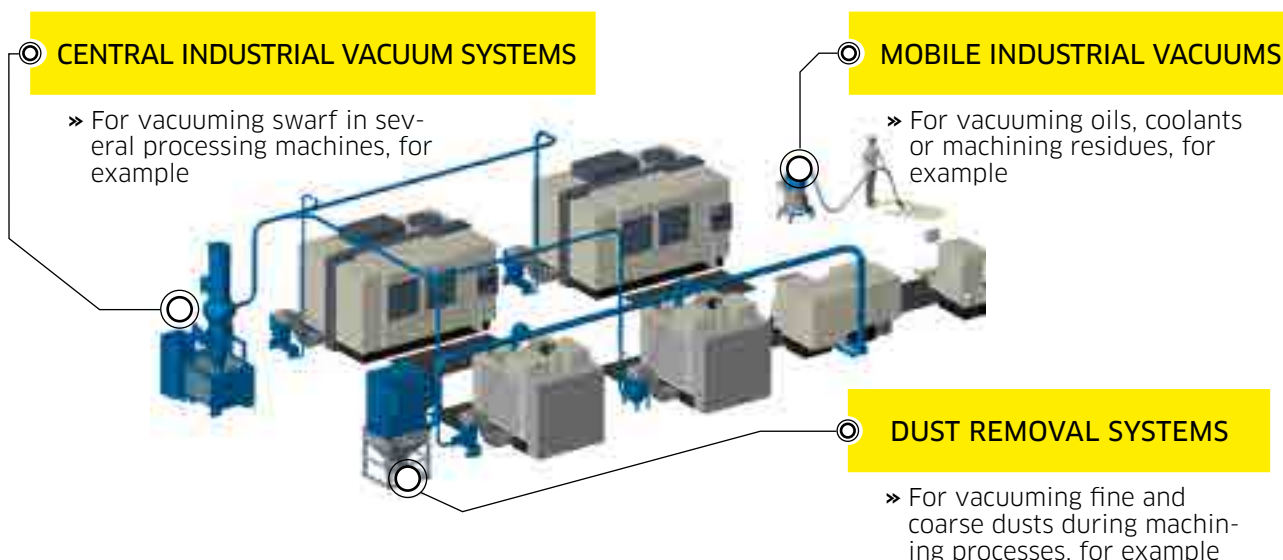 CENTRAL INDUSTRIAL VACUUM SYSTEMS
» For vacuuming swarf in sev-
eral processing machines, for
example
MOBILE INDUSTRIAL VACUUMS
» For vacuuming oils, coolants
or machining residues, for
example
DUST REMOVAL SYSTEMS
» For vacuuming fine and
coarse dusts during machin-
ing processes, for example